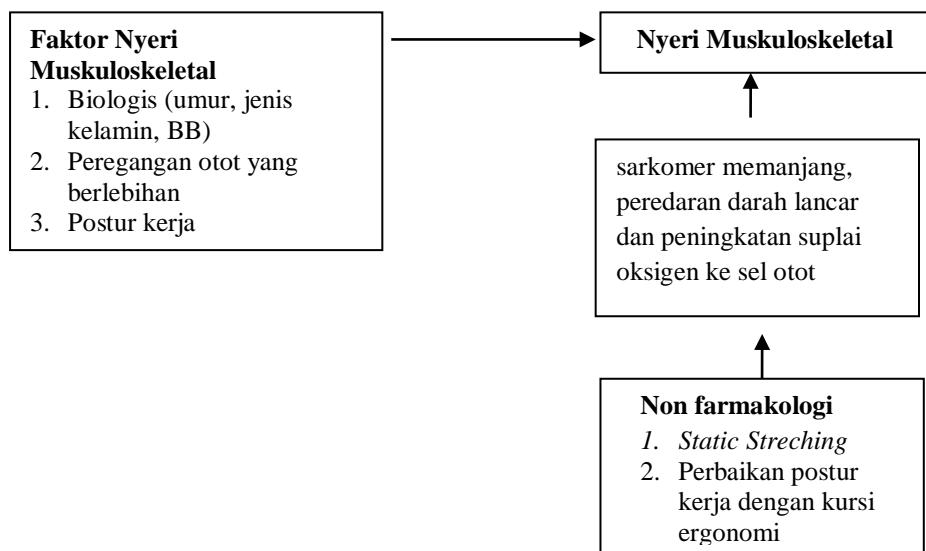 Faktor Nyeri
Muskuloskeletal
1. Biologis (umur, jenis
kelamin, BB)
2. Peregangan otot yang
berlebihan
3. Postur kerja
Nyeri Muskuloskeletal
sarkomer memanjang,
peredaran darah lancar
dan peningkatan suplai
oksigen ke sel otot
Non farmakologi
1. Static Streching
2. Perbaikan postur
kerja dengan kursi
ergonomi